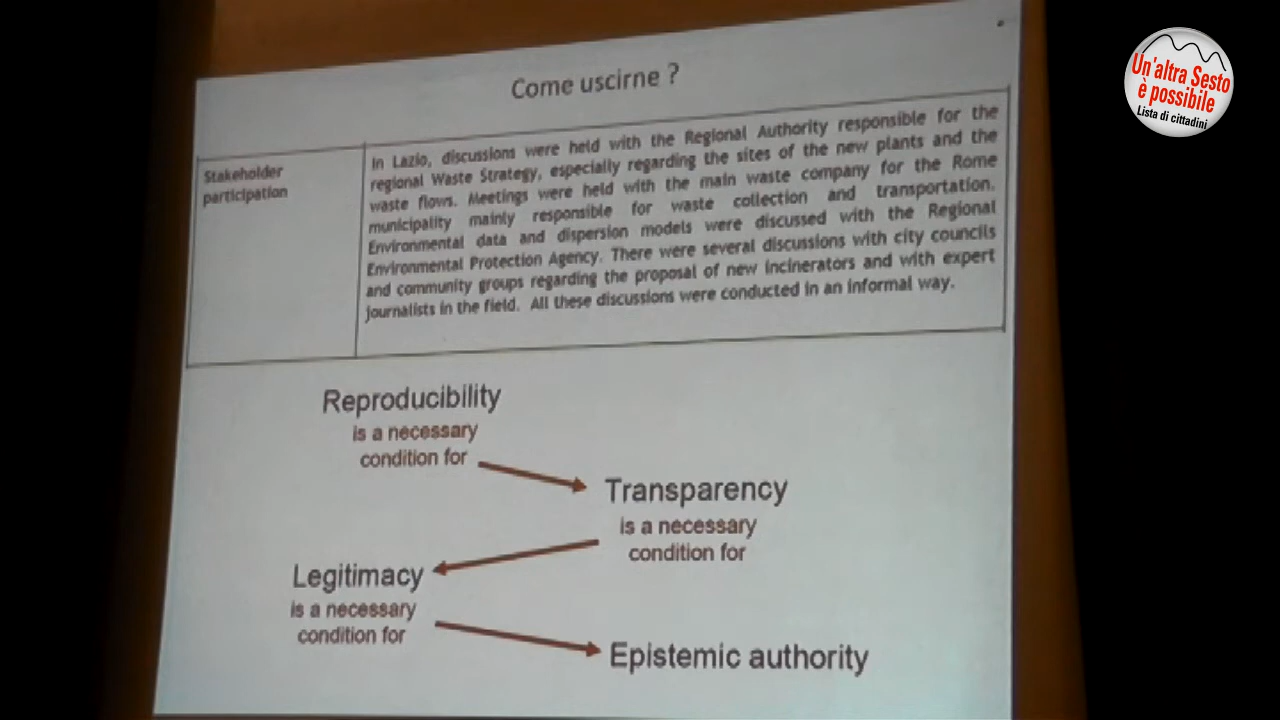 Come uscirne ?
Stakeholder
participation
In Lazio, discussions were held with the Regional Authority responsible for the
regional Waste Strategy, especially regarding the sites of the new plants and the
waste flows. Meetings were held with the main waste company for the Rome
municipality mainly responsible for waste collection and transportation.
Environmental data and dispersion models were discussed with the Regional
Environmental Protection Agency. There were several discussions with city councils
and community groups regarding the proposal of new incinerators and with expert
journalists in the field. All these discussions were conducted in an informal way.
Reproducibility
is a necessary
condition for
Transparency
is a necessary
condition for
Legitimacy
is a necessary
condition for
Epistemic authority
Un'altra Sesto
è possibile
Lista di cittadini